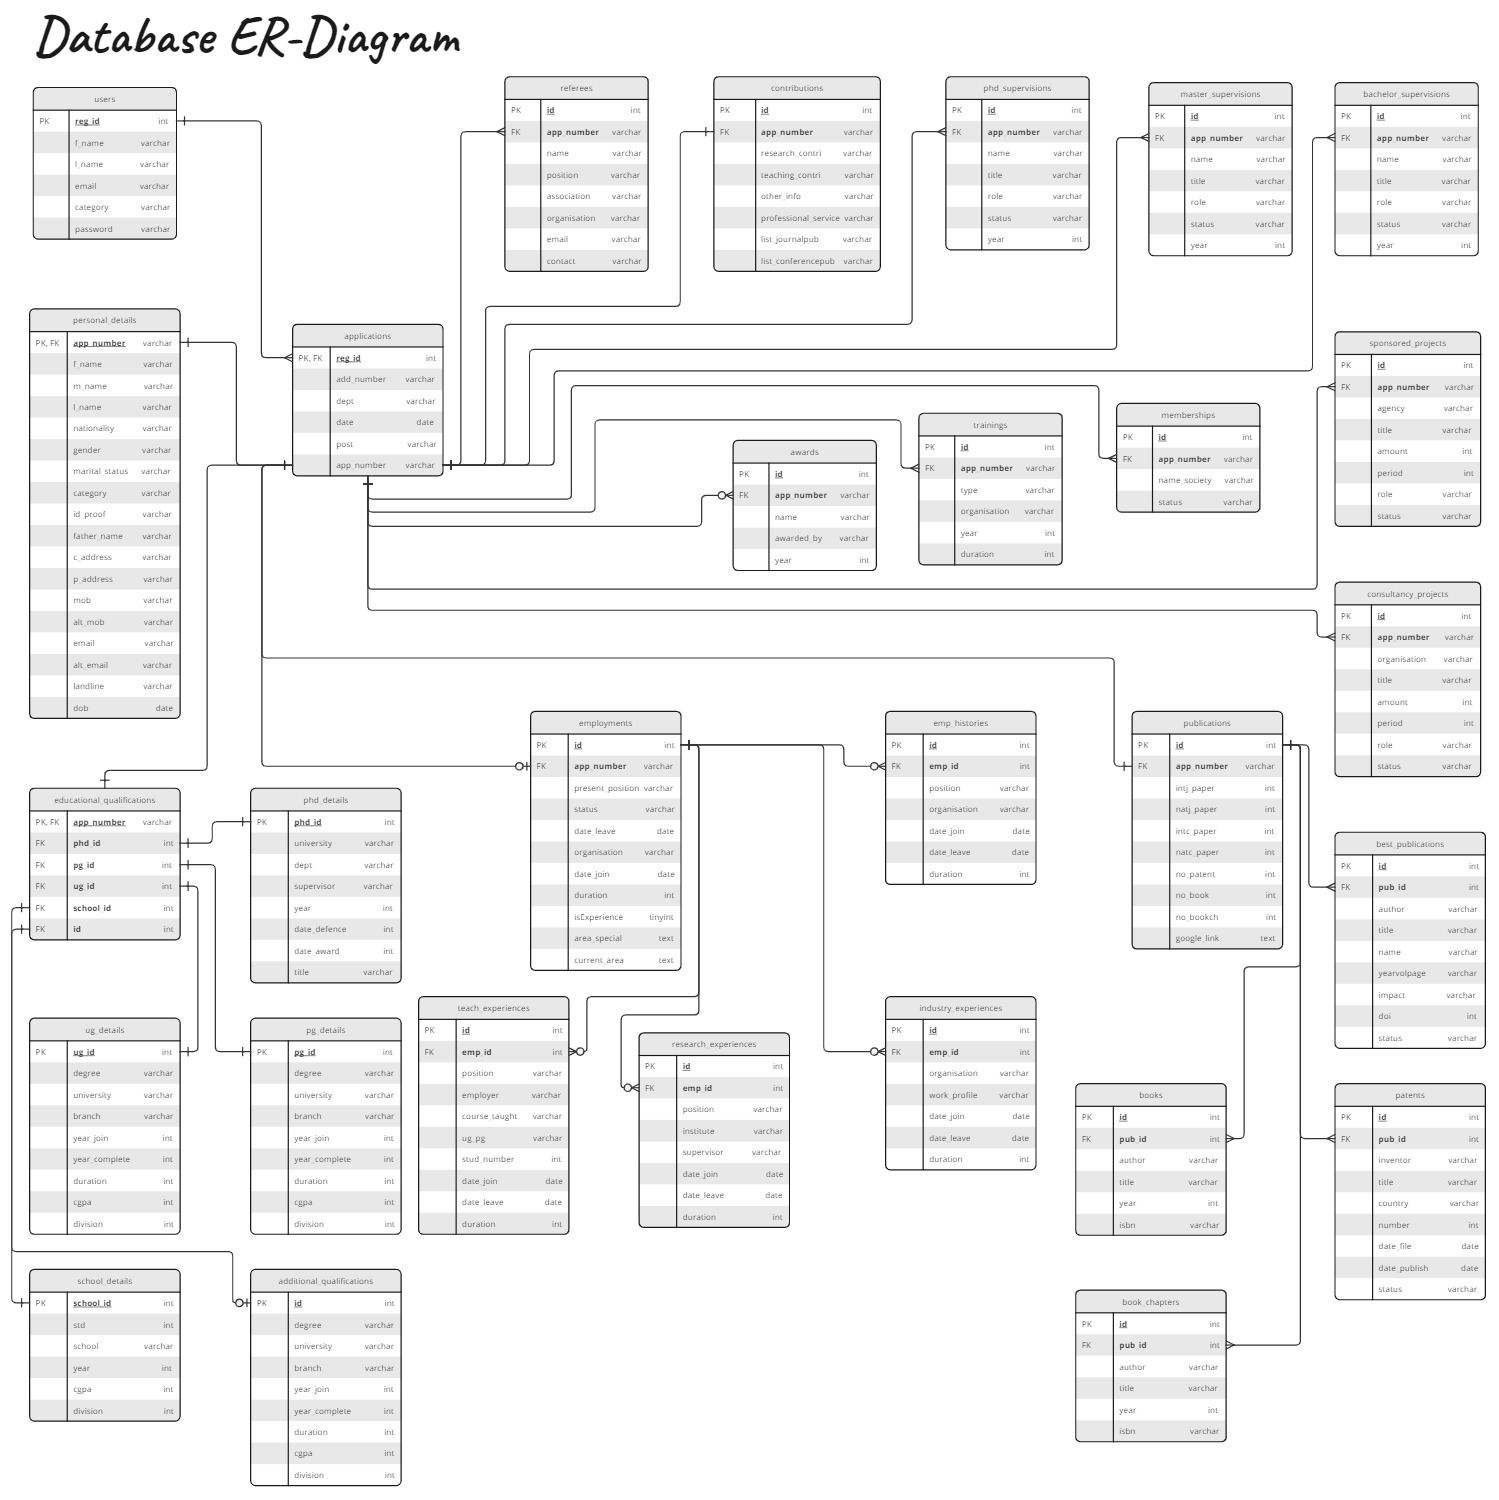 Database ER-Diagram
users
PK reg_id int
f_name varchar
l_name varchar
email varchar
category varchar
password varchar
referees
PK id int
FK app_number varchar
name varchar
position varchar
association varchar
organisation varchar
email varchar
contact varchar
contributions
PK id int
FK app_number varchar
research_contri varchar
teaching_contri varchar
other_info varchar
professional_service varchar
list_journalpub varchar
list_conferencepub varchar
phd_supervisions
PK id int
FK app_number varchar
name varchar
title varchar
role varchar
status varchar
year int
master_supervisions
PK id int
FK app_number varchar
name varchar
title varchar
role varchar
status varchar
year int
bachelor_supervisions
PK id int
FK app_number varchar
name varchar
title varchar
role varchar
status varchar
year int
personal_details
PK, FK app_number varchar
f_name varchar
m_name varchar
l_name varchar
nationality varchar
gender varchar
marital_status varchar
category varchar
id_proof varchar
father_name varchar
c_address varchar
p_address varchar
mob varchar
alt_mob varchar
email varchar
alt_email varchar
landline varchar
dob date
applications
PK, FK reg_id int
add_number varchar
dept varchar
date date
post varchar
app_number varchar
awards
PK id int
FK app_number varchar
name varchar
awarded_by varchar
year int
trainings
PK id int
FK app_number varchar
type varchar
organisation varchar
year int
duration int
memberships
PK id int
FK app_number varchar
name_society varchar
status varchar
sponsored_projects
PK id int
FK app_number varchar
agency varchar
title varchar
amount int
period int
role varchar
status varchar
consultancy_projects
PK id int
FK app_number varchar
organisation varchar
title varchar
amount int
period int
role varchar
status varchar
employments
PK id int
FK app_number varchar
present_position varchar
status varchar
date_leave date
organisation varchar
date_join date
duration int
isExperience tinyint
area_special text
current_area text
emp_histories
PK id int
FK emp_id int
position varchar
organisation varchar
date_join date
date_leave date
duration int
publications
PK id int
FK app_number varchar
intj_paper int
natj_paper int
intc_paper int
natc_paper int
no_patent int
no_book int
no_bookch int
google_link text
educational_qualifications
PK, FK app_number varchar
FK phd_id int
FK pg_id int
FK ug_id int
FK school_id int
FK id int
phd_details
PK phd_id int
university varchar
dept varchar
supervisor varchar
year int
date_defence int
date_award int
title varchar
best_publications
PK id int
FK pub_id int
author varchar
title varchar
name varchar
yearvolpage varchar
impact varchar
doi int
status varchar
ug_details
PK ug_id int
degree varchar
university varchar
branch varchar
year_join int
year_complete int
duration int
cgpa int
division int
pg_details
PK pg_id int
degree varchar
university varchar
branch varchar
year_join int
year_complete int
duration int
cgpa int
division int
teach_experiences
PK id int
FK emp_id int
position varchar
employer varchar
course_taught varchar
ug_pg varchar
stud_number int
date_join date
date_leave date
duration int
research_experiences
PK id int
FK emp_id int
position varchar
institute varchar
supervisor varchar
date_join date
date_leave date
duration int
industry_experiences
PK id int
FK emp_id int
organisation varchar
work_profile varchar
date_join date
date_leave date
duration int
books
PK id int
FK pub_id int
author varchar
title varchar
year int
isbn varchar
patents
PK id int
FK pub_id int
inventor varchar
title varchar
country varchar
number int
date_file date
date_publish date
status varchar
school_details
PK school_id int
std int
school varchar
year int
cgpa int
division int
additional_qualifications
PK id int
degree varchar
university varchar
branch varchar
year_join int
year_complete int
duration int
cgpa int
division int
book_chapters
PK id int
FK pub_id int
author varchar
title varchar
year int
isbn varchar